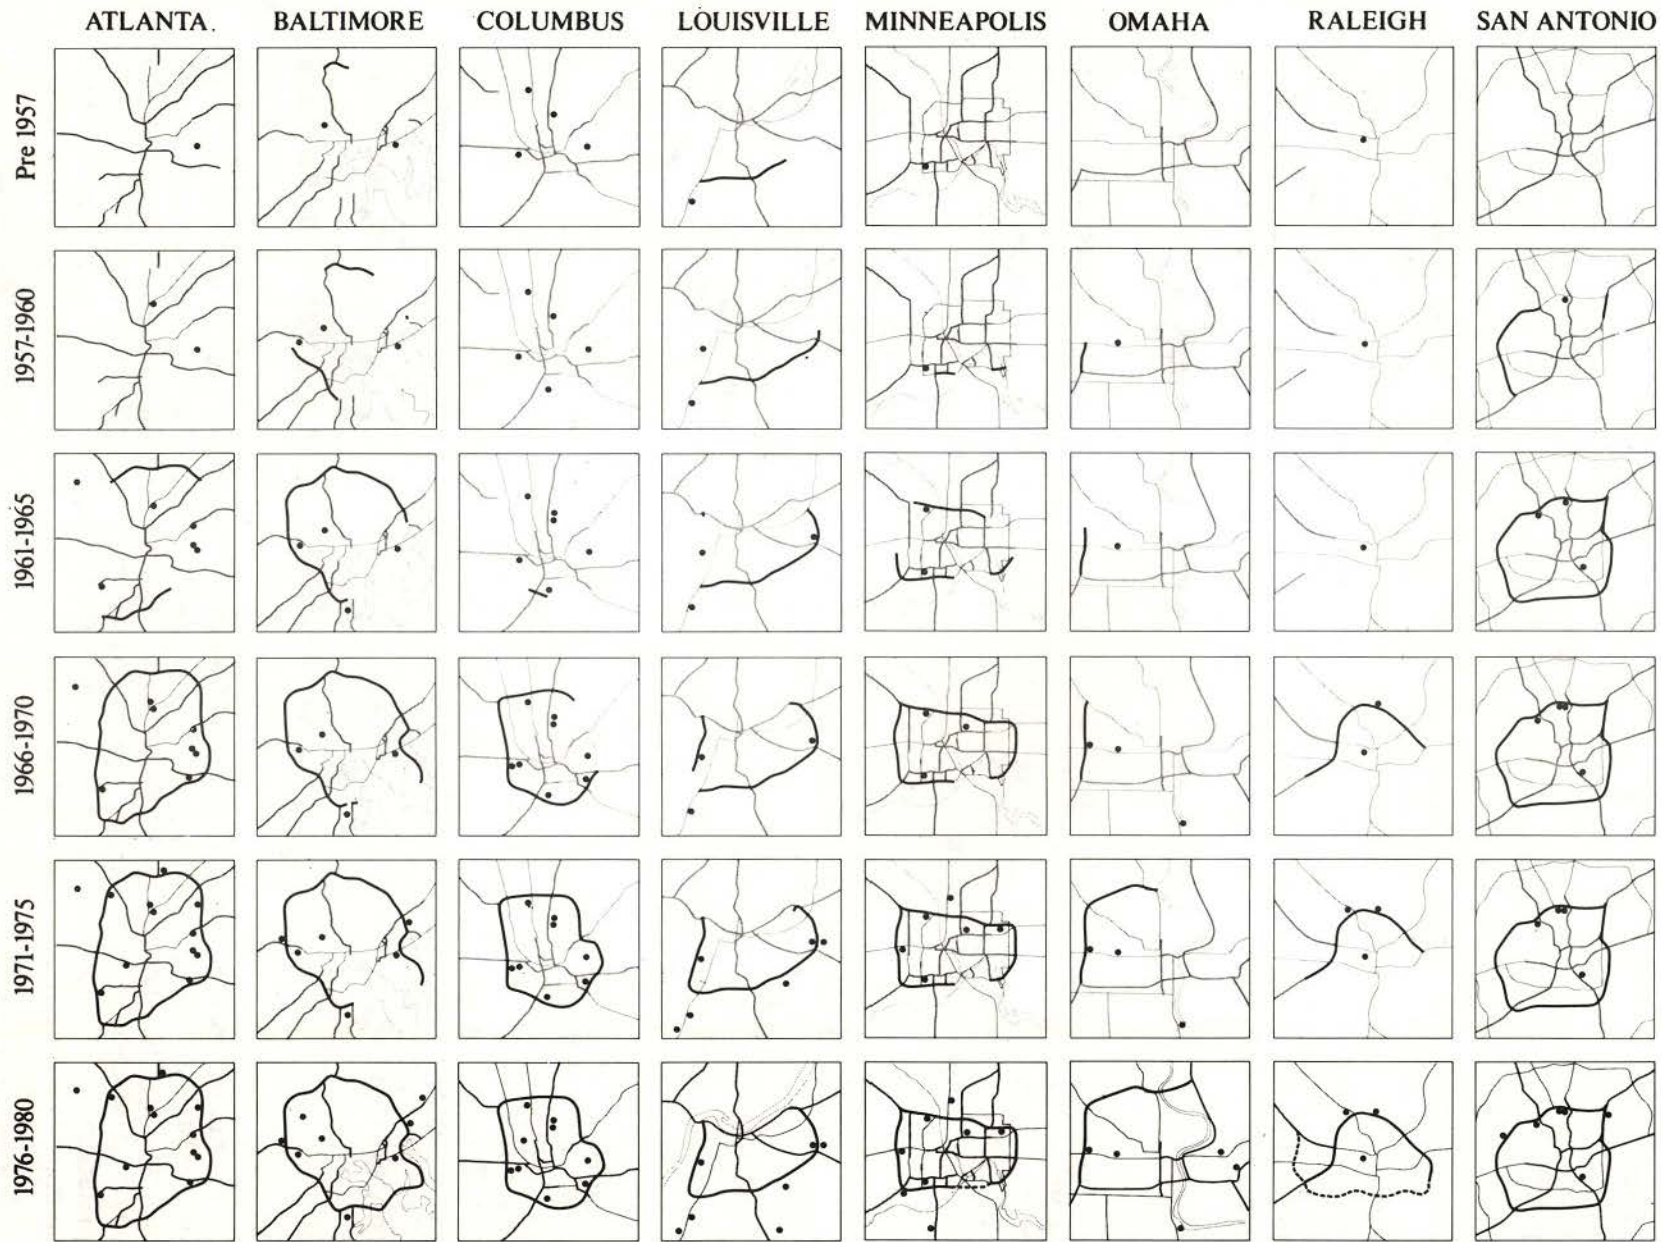 ATLANTA. BALTIMORE COLUMBUS LOUISVILLE MINNEAPOLIS OMAHA RALEIGH SAN ANTONIO
Pre 1957
1957-1960
1961-1965
1966-1970
1971-1975
1976-1980